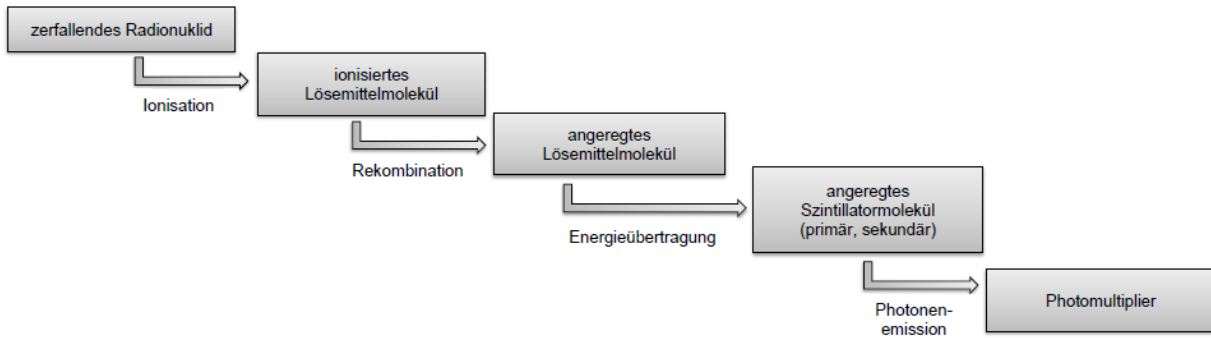 zerfallendes Radionuklid
Ionisation
ionisiertes
Lösemittelmolekül
Rekombination
angeregtes
Lösemittelmolekül
Energieübertragung
angeregtes
Szintillatormolekül
(primär, sekundär)
Photonen-
emission
Photomultiplier